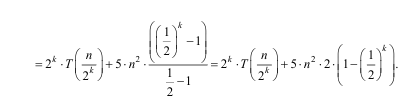 = 2^k · T(n/2^k) + 5 · n^2 · ((1/2)^k − 1)/(1/2 − 1) = 2^k · T(n/2^k) + 5 · n^2 · 2 · (1 − (1/2)^k).